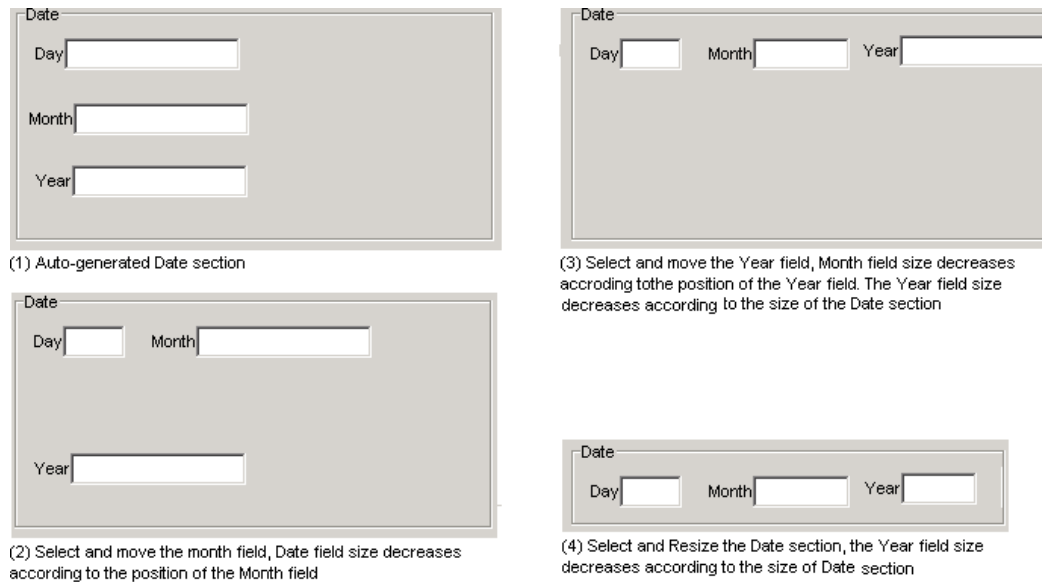 Date
Day
Month
Year
(1) Auto-generated Date section
Date
Day Month
Year
(2) Select and move the month field, Date field size decreases
according to the position of the Month field
Date
Day Month Year
(3) Select and move the Year field, Month field size decreases
accroding tothe position of the Year field. The Year field size
decreases according to the size of the Date section
Date
Day Month Year
(4) Select and Resize the Date section, the Year field size
decreases according to the size of Date section